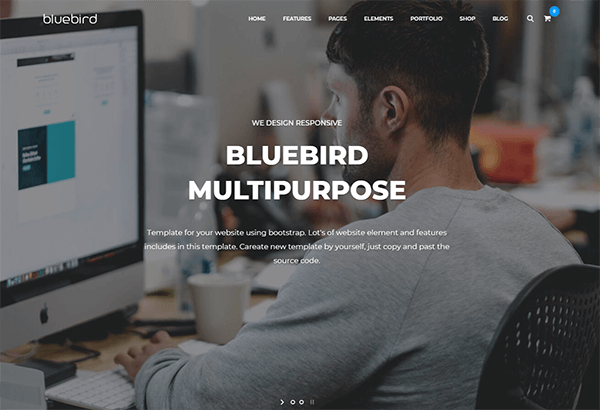 bluebird
HOME FEATURES PAGES ELEMENTS PORTFOLIO SHOP BLOG
WE DESIGN RESPONSIVE
BLUEBIRD
MULTIPURPOSE
Template for your website using bootstrap. Lot's of website element and features
includes in this template. Careate new template by yourself, just copy and past the
source code.